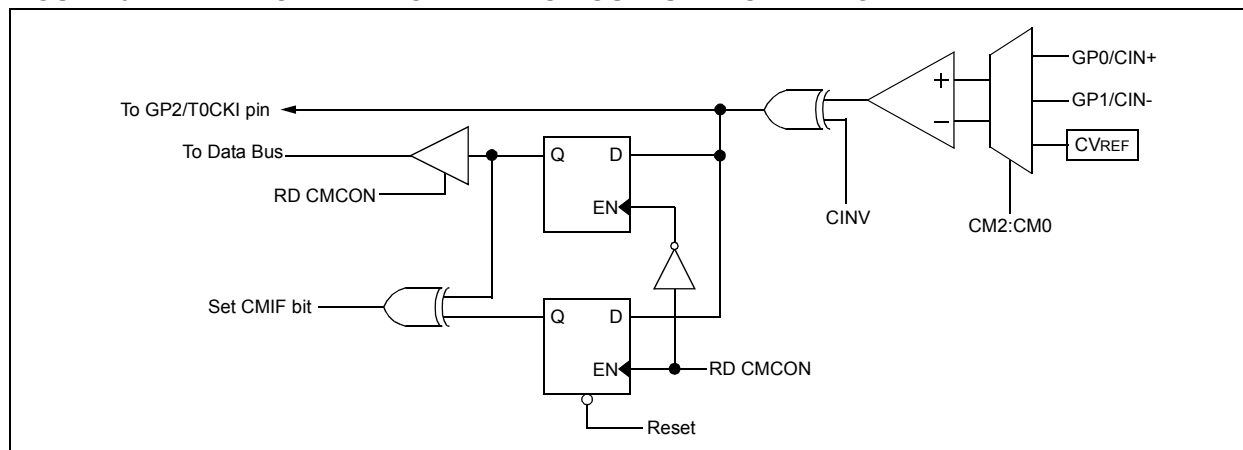 GP0/CIN+
To GP2/T0CKI pin
+
GP1/CIN-
To Data Bus
Q D
−
CVREF
RD CMCON
EN
CINV
CM2:CM0
Set CMIF bit
Q D
EN
RD CMCON
Reset